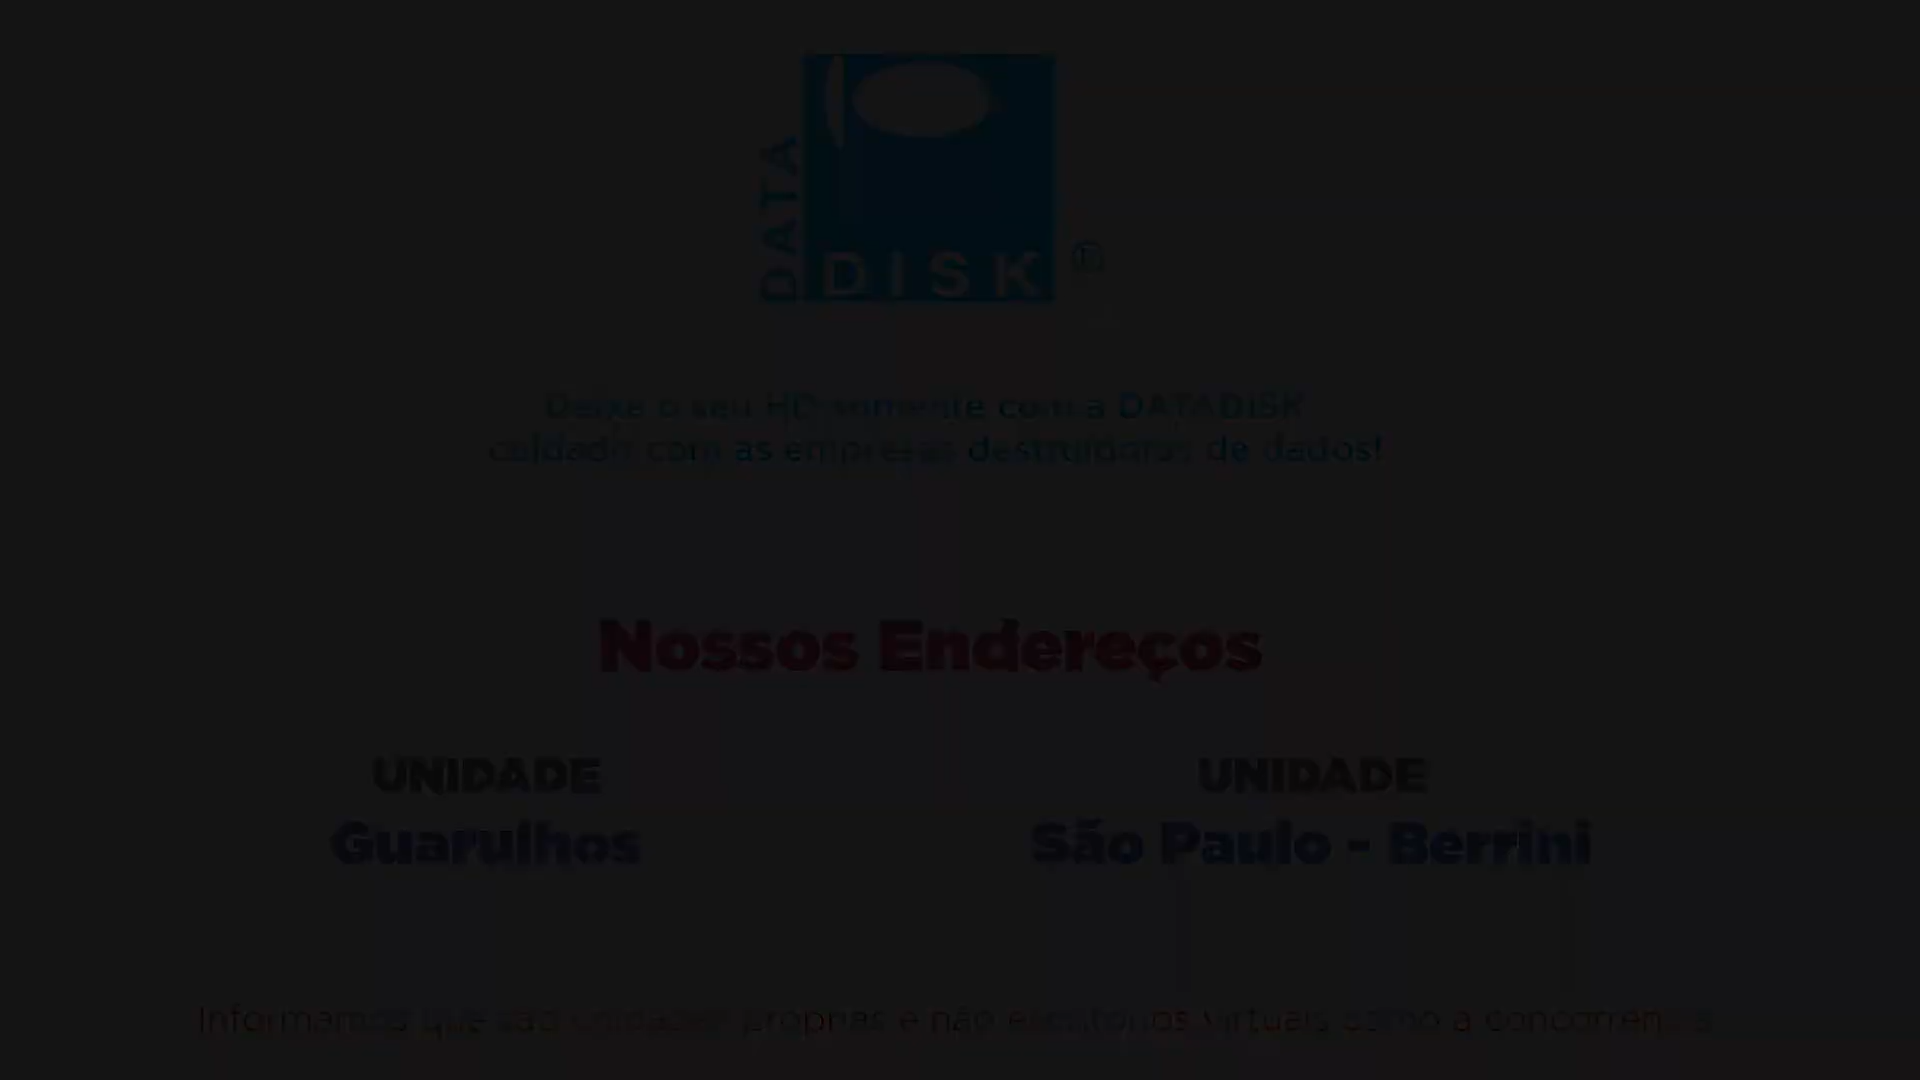 DATA
DISK ®
Deixe o seu HD somente com a DATADISK
cuidado com as empresas destruidoras de dados!
Nossos Endereços
UNIDADE
Guarulhos
UNIDADE
São Paulo - Berrini
Informamos que são unidades próprias e não escritórios virtuais como a concorrência